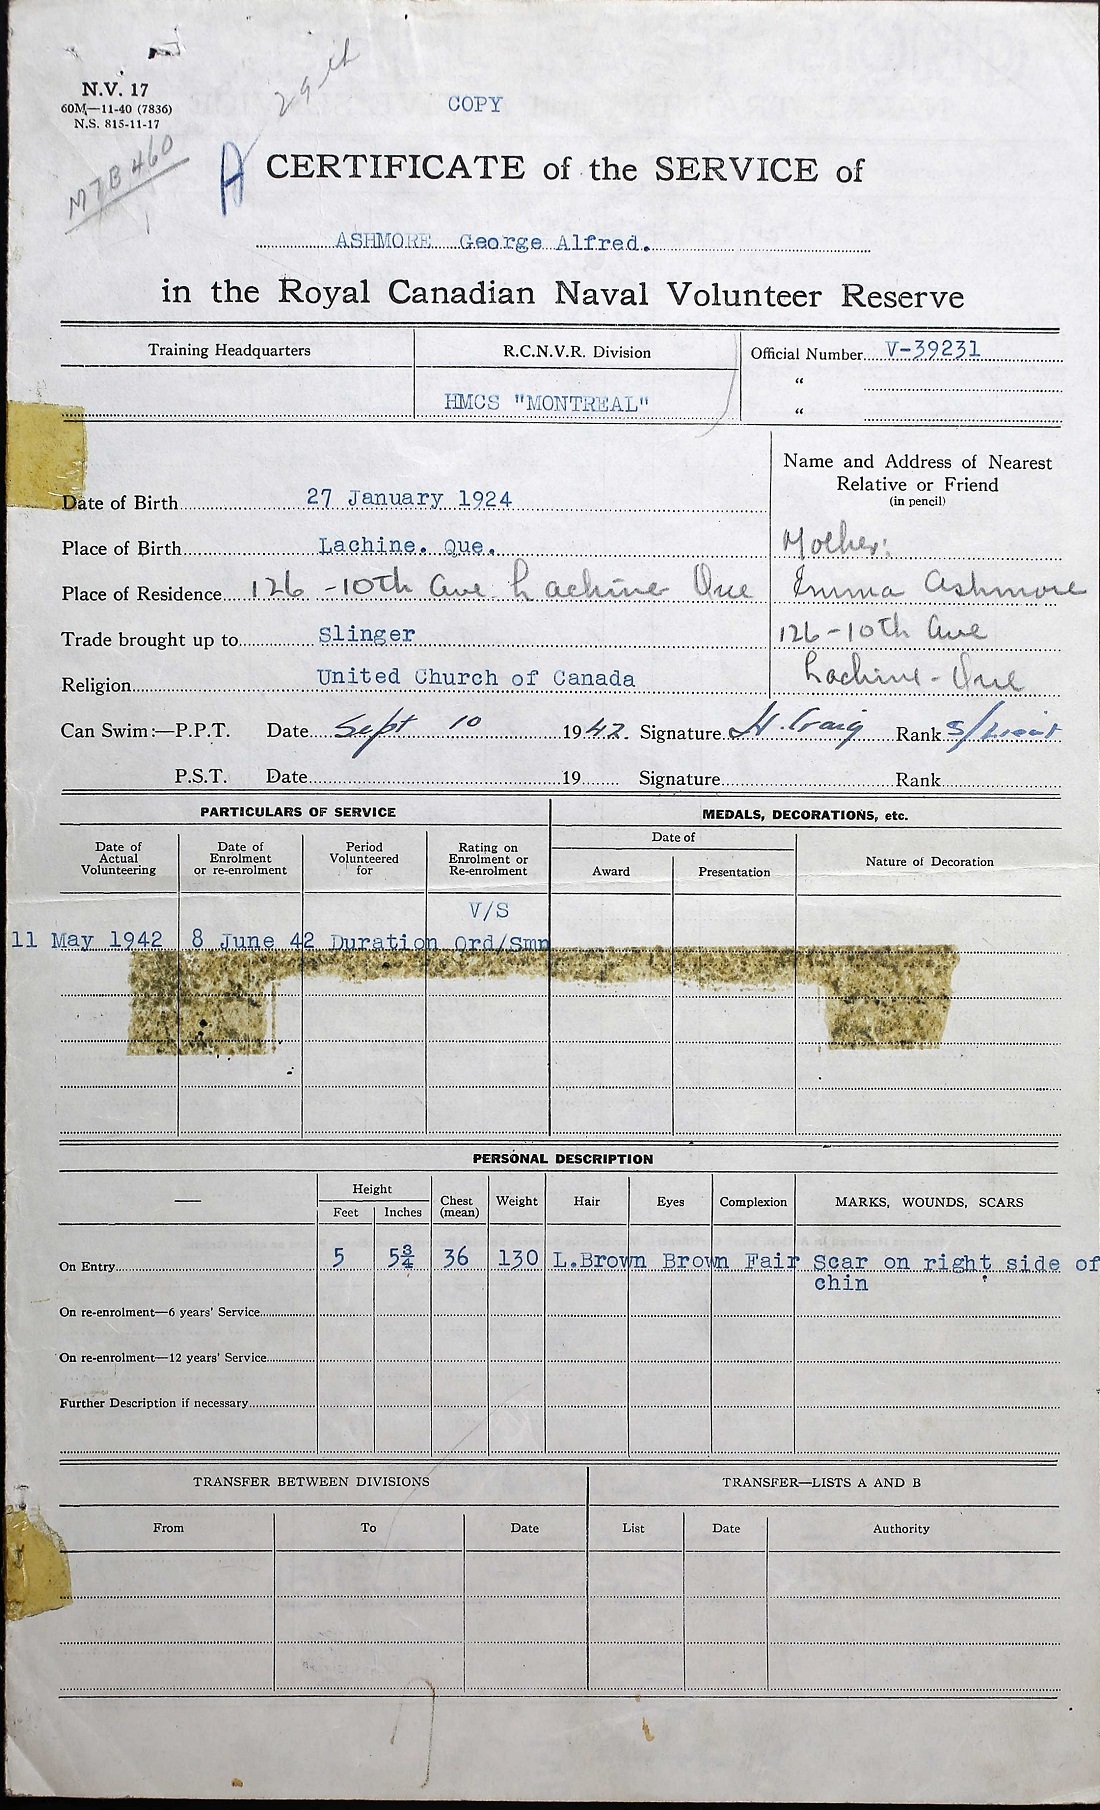 29th
N.V. 17
60M—11-40 (7836)
N.S. 815-11-17
COPY
MTB 460
A
CERTIFICATE of the SERVICE of
ASHMORE George Alfred.
in the Royal Canadian Naval Volunteer Reserve
Training Headquarters
R.C.N.V.R. Division
Official Number V-39231
"
HMCS "MONTREAL"
"
Name and Address of Nearest
Relative or Friend
(in pencil)
Date of Birth 27 January 1924
Place of Birth Lachine. Que.
Mother:
Place of Residence 126 -10th Ave. Lachine Que
Emma Ashmore
Trade brought up to Slinger
126-10th Ave
Religion United Church of Canada
Lachine - Que
Can Swim:—P.P.T. Date Sept 10 1942. Signature H. Craig Rank S/Lieut
P.S.T. Date 19 Signature Rank
PARTICULARS OF SERVICE
MEDALS, DECORATIONS, etc.
Date of
Actual
Volunteering
Date of
Enrolment
or re-enrolment
Period
Volunteered
for
Rating on
Enrolment or
Re-enrolment
Date of
Award
Presentation
Nature of Decoration
V/S
11 May 1942 8 June 42 Duration Ord/Smn
PERSONAL DESCRIPTION
—
Height
Feet
Inches
Chest
(mean)
Weight
Hair
Eyes
Complexion
MARKS, WOUNDS, SCARS
On Entry 5 5¾ 36 130 L.Brown Brown Fair Scar on right side of
chin
On re-enrolment—6 years' Service
On re-enrolment—12 years' Service
Further Description if necessary
TRANSFER BETWEEN DIVISIONS
TRANSFER—LISTS A AND B
From
To
Date
List
Date
Authority